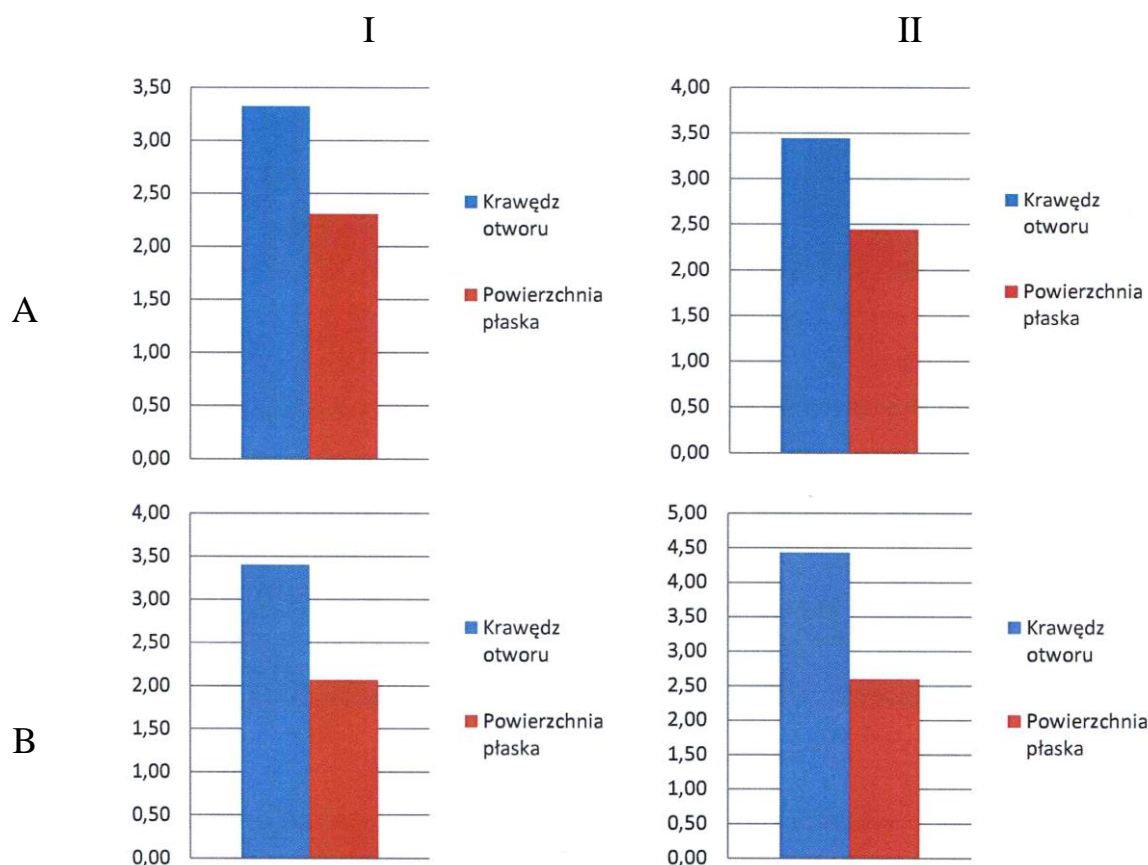 I
II
A
3,50
3,00
2,50
2,00
1,50
1,00
0,50
0,00
Krawędz
otworu
Powierzchnia
płaska
4,00
3,50
3,00
2,50
2,00
1,50
1,00
0,50
0,00
Krawędz
otworu
Powierzchnia
płaska
B
4,00
3,50
3,00
2,50
2,00
1,50
1,00
0,50
0,00
Krawędz
otworu
Powierzchnia
płaska
5,00
4,50
4,00
3,50
3,00
2,50
2,00
1,50
1,00
0,50
0,00
Krawędz
otworu
Powierzchnia
płaska